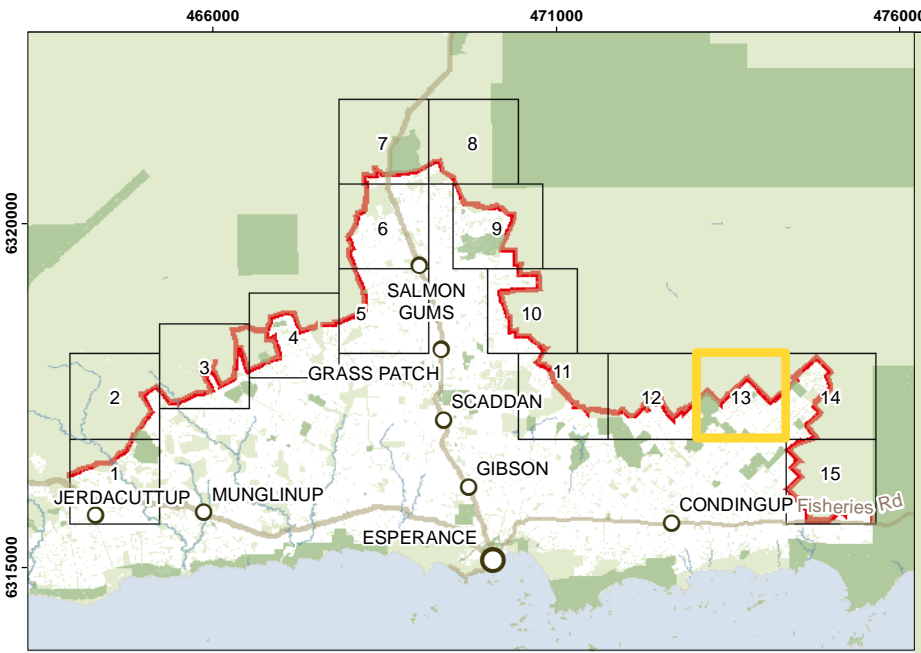 466000
471000
476000
7
8
6320000
6
9
SALMON
GUMS
10
5
4
3
GRASS PATCH
11
2
12
13
14
SCADDAN
1
GIBSON
15
JERDACUTTUP
MUNGLINUP
CONDINGUP
Fisheries Rd
ESPERANCE
6315000